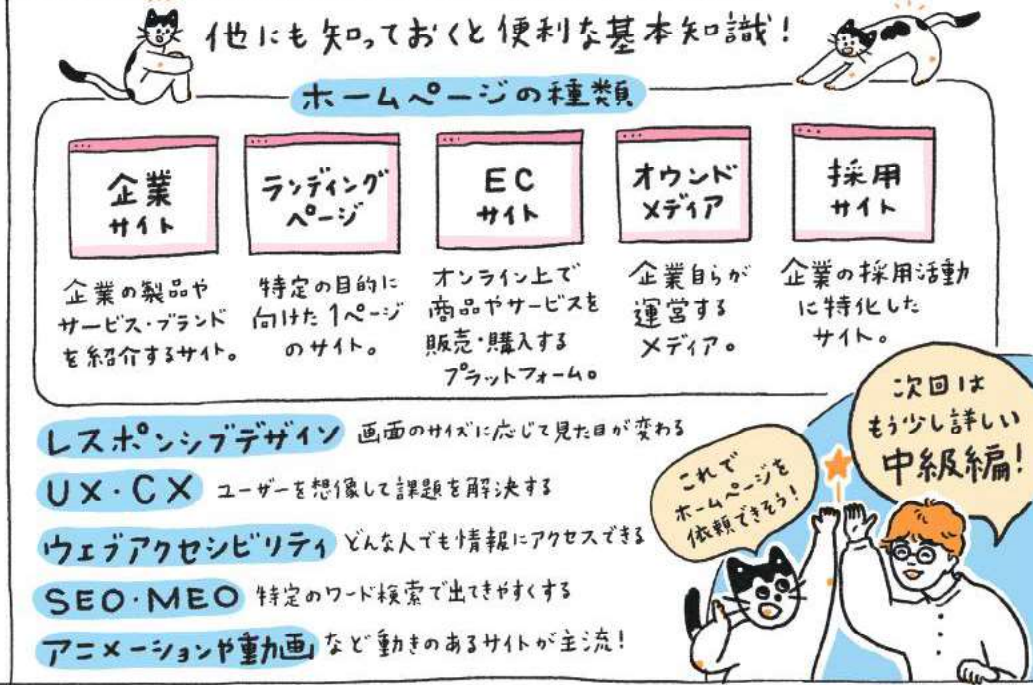 他にも知っておくと便利な基本知識！
ホームページの種類
企業
サイト
企業の製品や
サービス・ブランド
を紹介するサイト。
ランディング
ページ
特定の目的に
向けた1ページ
のサイト。
EC
サイト
オンライン上で
商品やサービスを
販売・購入する
プラットフォーム。
オウンド
メディア
企業自らが
運営する
メディア。
採用
サイト
企業の採用活動
に特化した
サイト。
レスポンシブデザイン 画面のサイズに応じて見た目が変わる
UX・CX ユーザーを想像して課題を解決する
ウェブアクセシビリティ どんな人でも情報にアクセスできる
SEO・MEO 特定のワード検索で出てきやすくする
アニメーションや動画 など動きのあるサイトが主流！
これで
ホームページを
依頼できそう！
次回は
もう少し詳しい
中級編！